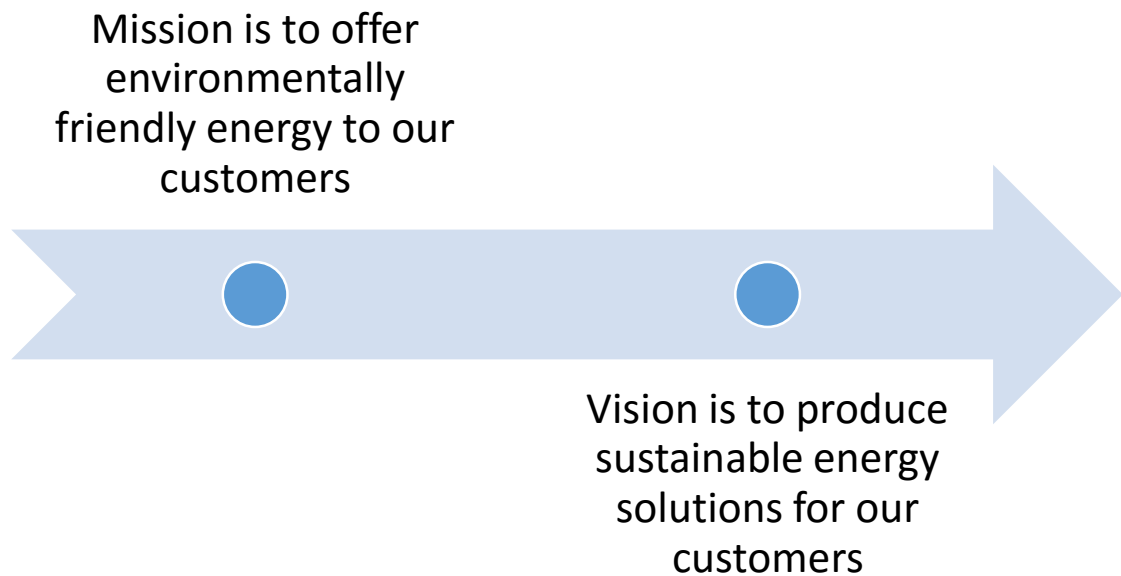 Mission is to offer
environmentally
friendly energy to our
customers
Vision is to produce
sustainable energy
solutions for our
customers